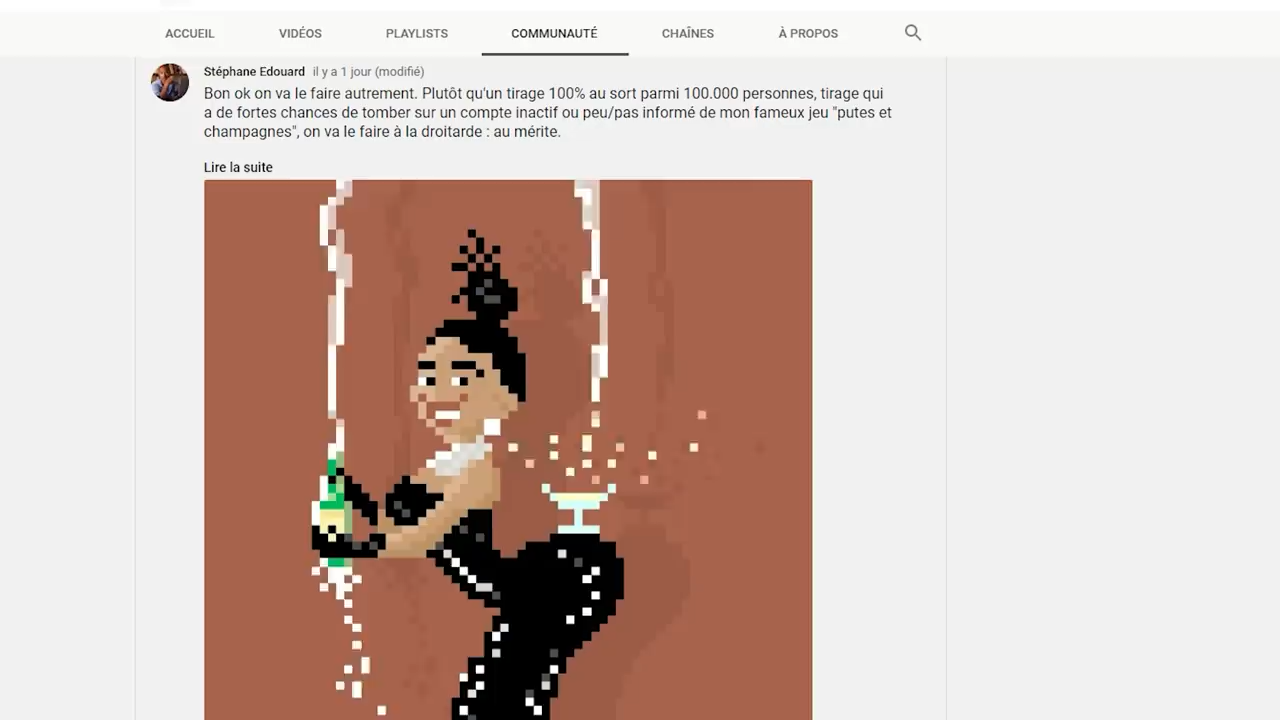 ACCUEIL VIDÉOS PLAYLISTS COMMUNAUTÉ CHAÎNES À PROPOS
Stéphane Edouard il y a 1 jour (modifié)
Bon ok on va le faire autrement. Plutôt qu'un tirage 100% au sort parmi 100.000 personnes, tirage qui
a de fortes chances de tomber sur un compte inactif ou peu/pas informé de mon fameux jeu "putes et
champagnes", on va le faire à la droitarde : au mérite.
Lire la suite